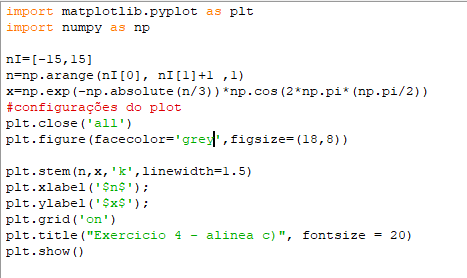 import matplotlib.pyplot as plt
import numpy as np
nI=[-15,15]
n=np.arange(nI[0], nI[1]+1 ,1)
x=np.exp(-np.absolute(n/3))*np.cos(2*np.pi*(np.pi/2))
#configurações do plot
plt.close('all')
plt.figure(facecolor='grey',figsize=(18,8))
plt.stem(n,x,'k',linewidth=1.5)
plt.xlabel('$n$');
plt.ylabel('$x$');
plt.grid('on')
plt.title("Exercicio 4 - alinea c)", fontsize = 20)
plt.show()